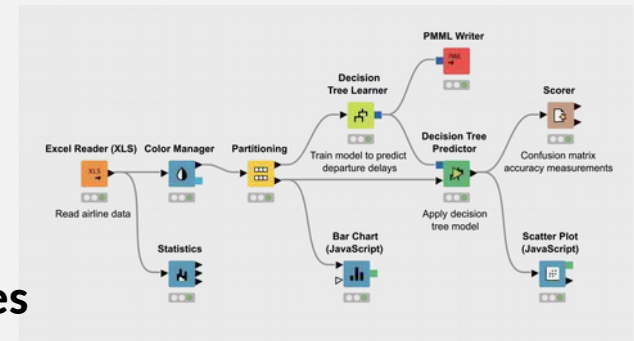 PMML Writer
Decision
Tree Learner
Scorer
Excel Reader (XLS) Color Manager Partitioning
Decision Tree
Predictor
XLS
Train model to predict
departure delays
Confusion matrix
accuracy measurements
Read airline data
Apply decision
tree model
Statistics
Bar Chart
(JavaScript)
Scatter Plot
(JavaScript)
es